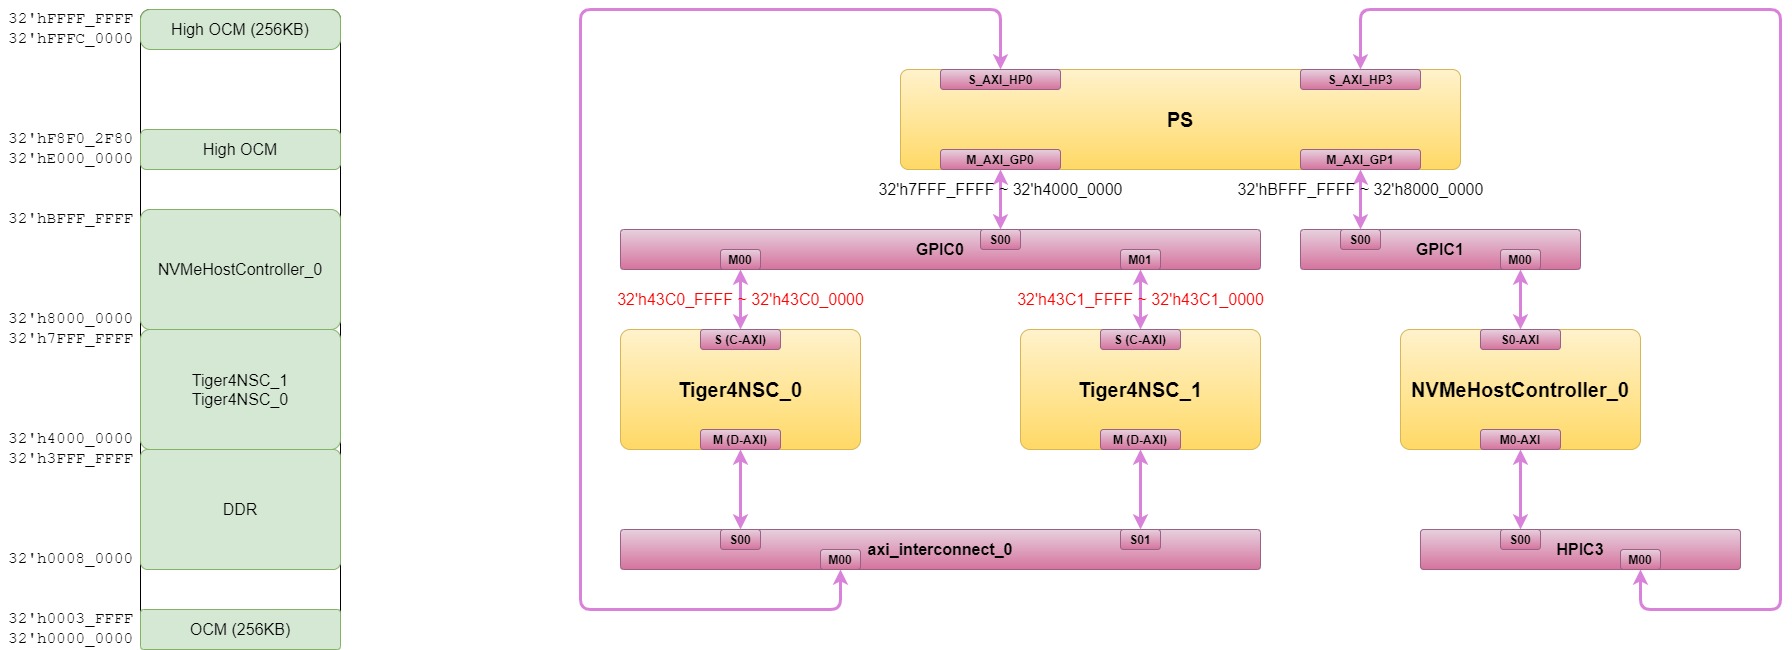 32'hFFFF_FFFF
32'hFFFC_0000
High OCM (256KB)
32'hF8F0_2F80
32'hE000_0000
High OCM
32'hBFFF_FFFF
NVMeHostController_0
32'h8000_0000
32'h7FFF_FFFF
Tiger4NSC_1
Tiger4NSC_0
32'h4000_0000
32'h3FFF_FFFF
DDR
32'h0008_0000
32'h0003_FFFF
32'h0000_0000
OCM (256KB)
S_AXI_HP0
S_AXI_HP3
PS
M_AXI_GP0
M_AXI_GP1
32'h7FFF_FFFF ~ 32'h4000_0000
32'hBFFF_FFFF ~ 32'h8000_0000
S00
GPIC0
M00
M01
S00
GPIC1
M00
32'h43C0_FFFF ~ 32'h43C0_0000
32'h43C1_FFFF ~ 32'h43C1_0000
S (C-AXI)
S (C-AXI)
S0-AXI
Tiger4NSC_0
Tiger4NSC_1
NVMeHostController_0
M (D-AXI)
M (D-AXI)
M0-AXI
S00
S01
axi_interconnect_0
M00
S00
HPIC3
M00